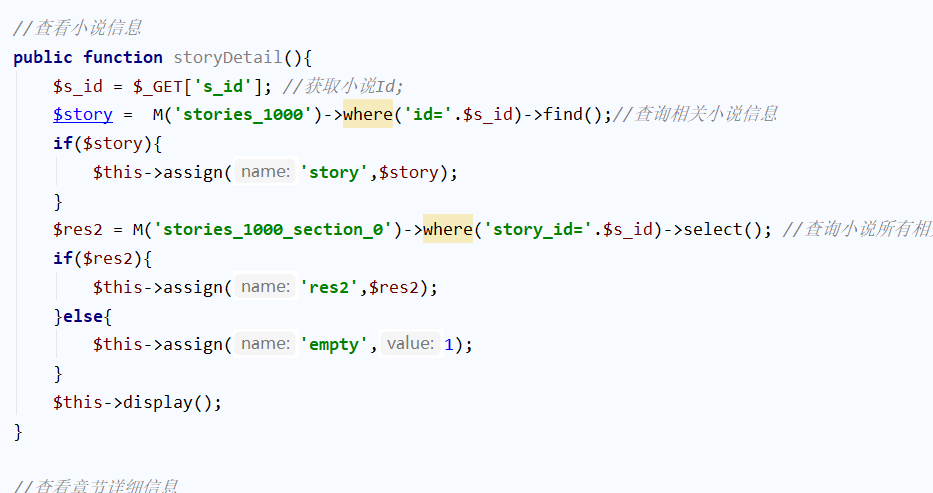 //查看小说信息
public function storyDetail(){
$s_id = $_GET['s_id']; //获取小说Id;
$story =  M('stories_1000')->where('id='.$s_id)->find();//查询相关小说信息
if($story){
$this->assign( name: 'story',$story);
}
$res2 = M('stories_1000_section_0')->where('story_id='.$s_id)->select(); //查询小说所有相
if($res2){
$this->assign( name: 'res2',$res2);
}else{
$this->assign( name: 'empty', value: 1);
}
$this->display();
}
//查看章节详细信息